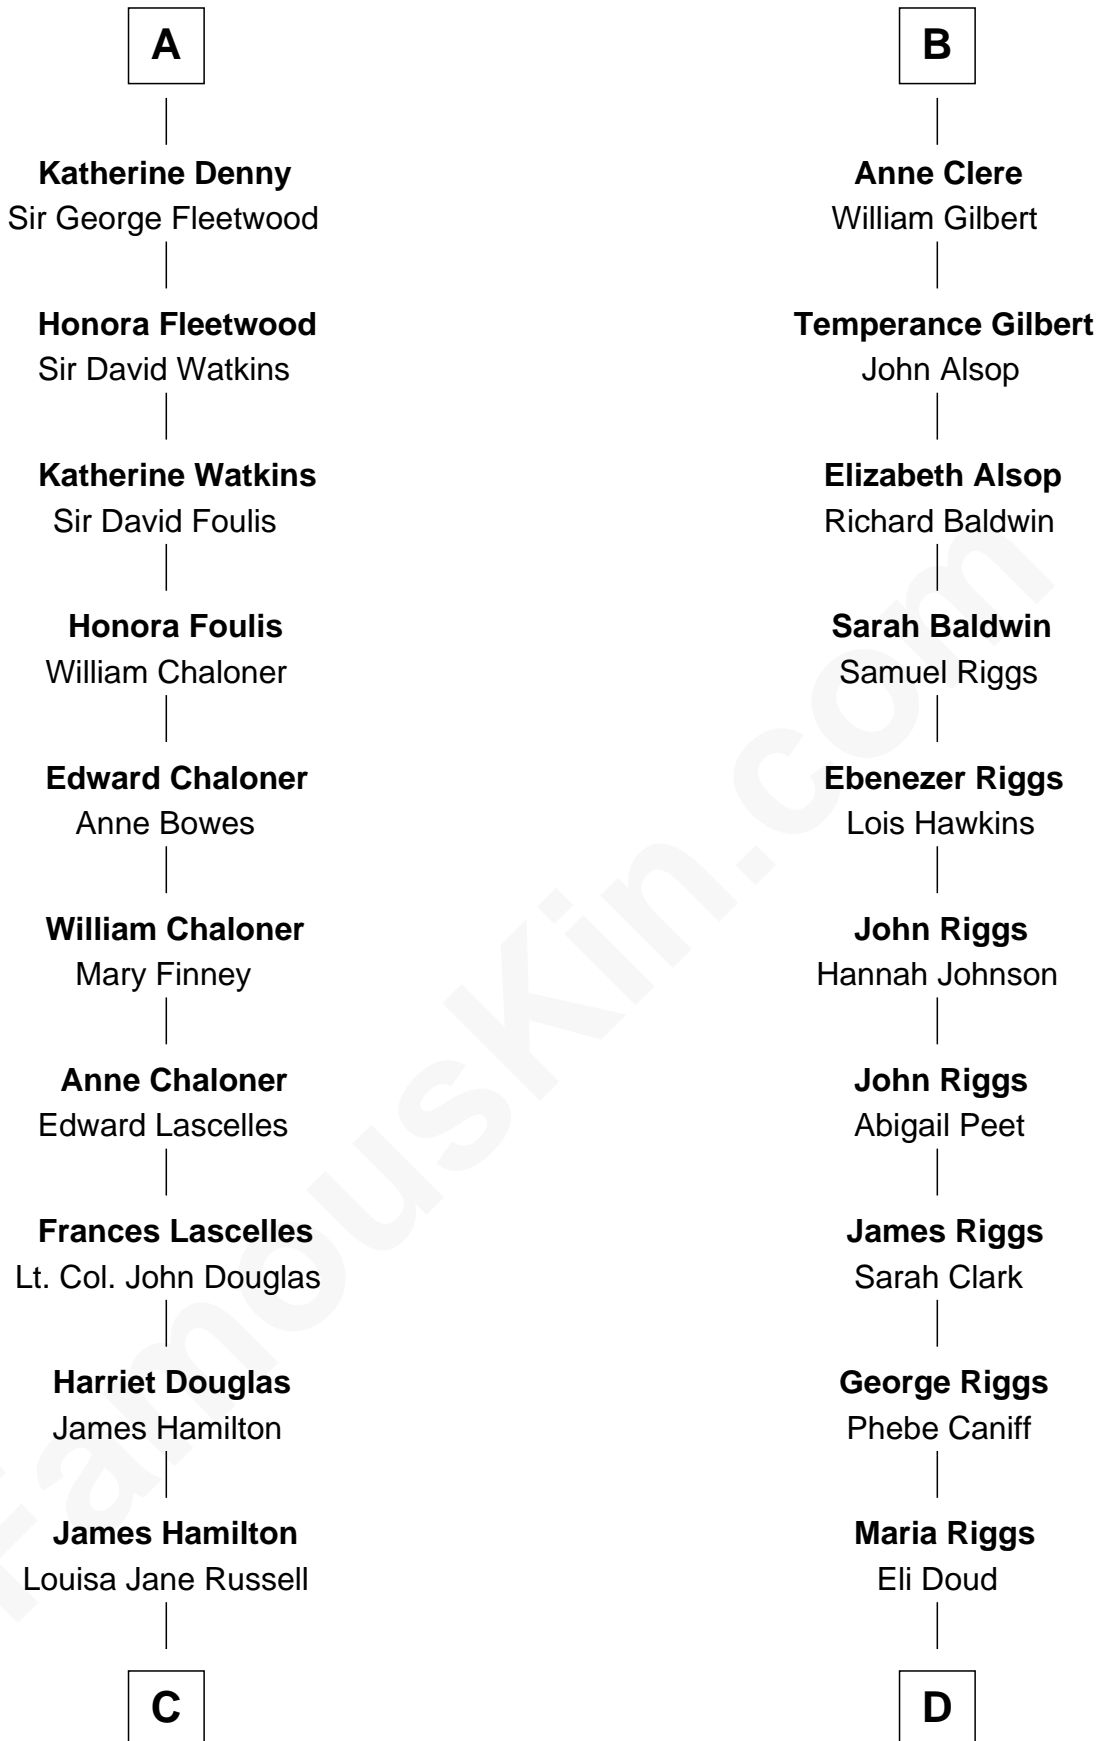 A
Katherine Denny
Sir George Fleetwood
Honora Fleetwood
Sir David Watkins
Katherine Watkins
Sir David Foulis
Honora Foulis
William Chaloner
Edward Chaloner
Anne Bowes
William Chaloner
Mary Finney
Anne Chaloner
Edward Lascelles
Frances Lascelles
Lt. Col. John Douglas
Harriet Douglas
James Hamilton
James Hamilton
Louisa Jane Russell
C
B
Anne Clere
William Gilbert
Temperance Gilbert
John Alsop
Elizabeth Alsop
Richard Baldwin
Sarah Baldwin
Samuel Riggs
Ebenezer Riggs
Lois Hawkins
John Riggs
Hannah Johnson
John Riggs
Abigail Peet
James Riggs
Sarah Clark
George Riggs
Phebe Caniff
Maria Riggs
Eli Doud
D
FamousKin.com